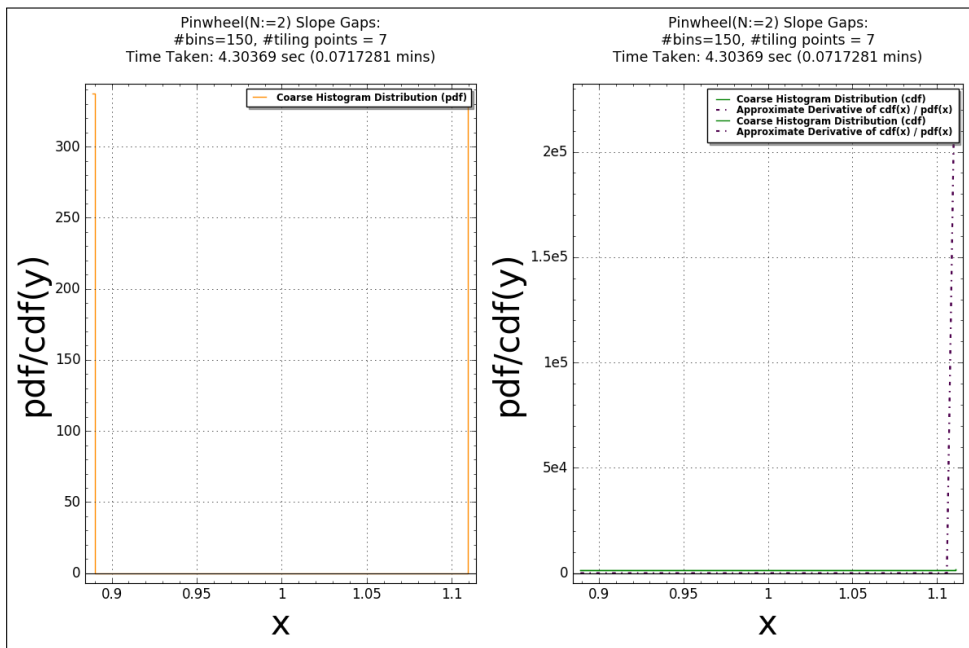 Pinwheel(N:=2) Slope Gaps:
#bins=150, #tiling points = 7
Time Taken: 4.30369 sec (0.0717281 mins)
Coarse Histogram Distribution (pdf)
300
250
200
150
100
50
0
pdf/cdf(y)
0.9
0.95
1
1.05
1.1
x
Pinwheel(N:=2) Slope Gaps:
#bins=150, #tiling points = 7
Time Taken: 4.30369 sec (0.0717281 mins)
Coarse Histogram Distribution (cdf)
Approximate Derivative of cdf(x) / pdf(x)
Coarse Histogram Distribution (cdf)
Approximate Derivative of cdf(x) / pdf(x)
2e5
1.5e5
1e5
5e4
0
pdf/cdf(y)
0.9
0.95
1
1.05
1.1
x